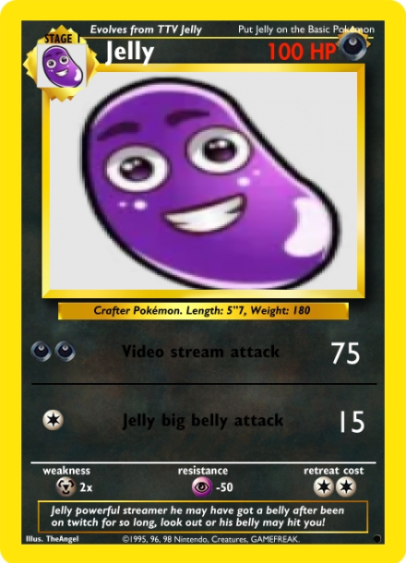 Evolves from TTV Jelly Put Jelly on the Basic Pokémon
STAGE 1
Jelly 100 HP
Crafter Pokémon. Length: 5"7, Weight: 180
Video stream attack 75
Jelly big belly attack 15
weakness resistance retreat cost
2x -50
Jelly powerful streamer he may have got a belly after been
on twitch for so long, look out or his belly may hit you!
Illus. TheAngel ©1995, 96, 98 Nintendo, Creatures, GAMEFREAK.